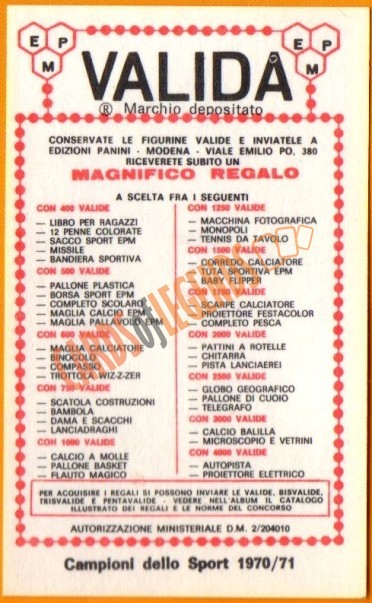 E P M
E P M
VALIDA
® Marchio depositato
CONSERVATE LE FIGURINE VALIDE E INVIATELE A
EDIZIONI PANINI - MODENA - VIALE EMILIO PO, 380
RICEVERETE SUBITO UN
MAGNIFICO REGALO
A SCELTA FRA I SEGUENTI
CON 400 VALIDE
— LIBRO PER RAGAZZI
— 12 PENNE COLORATE
— SACCO SPORT EPM
— MISSILE
— BANDIERA SPORTIVA
CON 500 VALIDE
— PALLONE PLASTICA
— BORSA SPORT EPM
— COMPLETO SCOLARO
— MAGLIA CALCIO EPM
— MAGLIA PALLAVOLO EPM
CON 600 VALIDE
— MAGLIA CALCIATORE
— BINOCOLO
— COMPASSO
— TROTTOLA WIZ-Z-ZER
CON 750 VALIDE
— SCATOLA COSTRUZIONI
— BAMBOLA
— DAMA E SCACCHI
— LANCIADRAGHI
CON 1000 VALIDE
— CALCIO A MOLLE
— PALLONE BASKET
— FLAUTO MAGICO
CON 1250 VALIDE
— MACCHINA FOTOGRAFICA
— MONOPOLI
— TENNIS DA TAVOLO
CON 1500 VALIDE
— CORREDO CALCIATORE
— TUTA SPORTIVA EPM
— BABY FLIPPER
CON 1750 VALIDE
— SCARPE CALCIATORE
— PROIETTORE FESTACOLOR
— COMPLETO PESCA
CON 2000 VALIDE
— PATTINI A ROTELLE
— CHITARRA
— PISTA LANCIAEREI
CON 2500 VALIDE
— GLOBO GEOGRAFICO
— PALLONE DI CUOIO
— TELEGRAFO
CON 3000 VALIDE
— CALCIO BALILLA
— MICROSCOPIO E VETRINI
CON 4000 VALIDE
— AUTOPISTA
— PROIETTORE ELETTRICO
PER ACQUISIRE I REGALI SI POSSONO INVIARE LE VALIDE, BISVALIDE,
TRISVALIDE E PENTAVALIDE - VEDERE NELL'ALBUM IL CATALOGO
ILLUSTRATO DEI REGALI E LE NORME DEL CONCORSO
AUTORIZZAZIONE MINISTERIALE D.M. 2/204010
Campioni dello Sport 1970/71